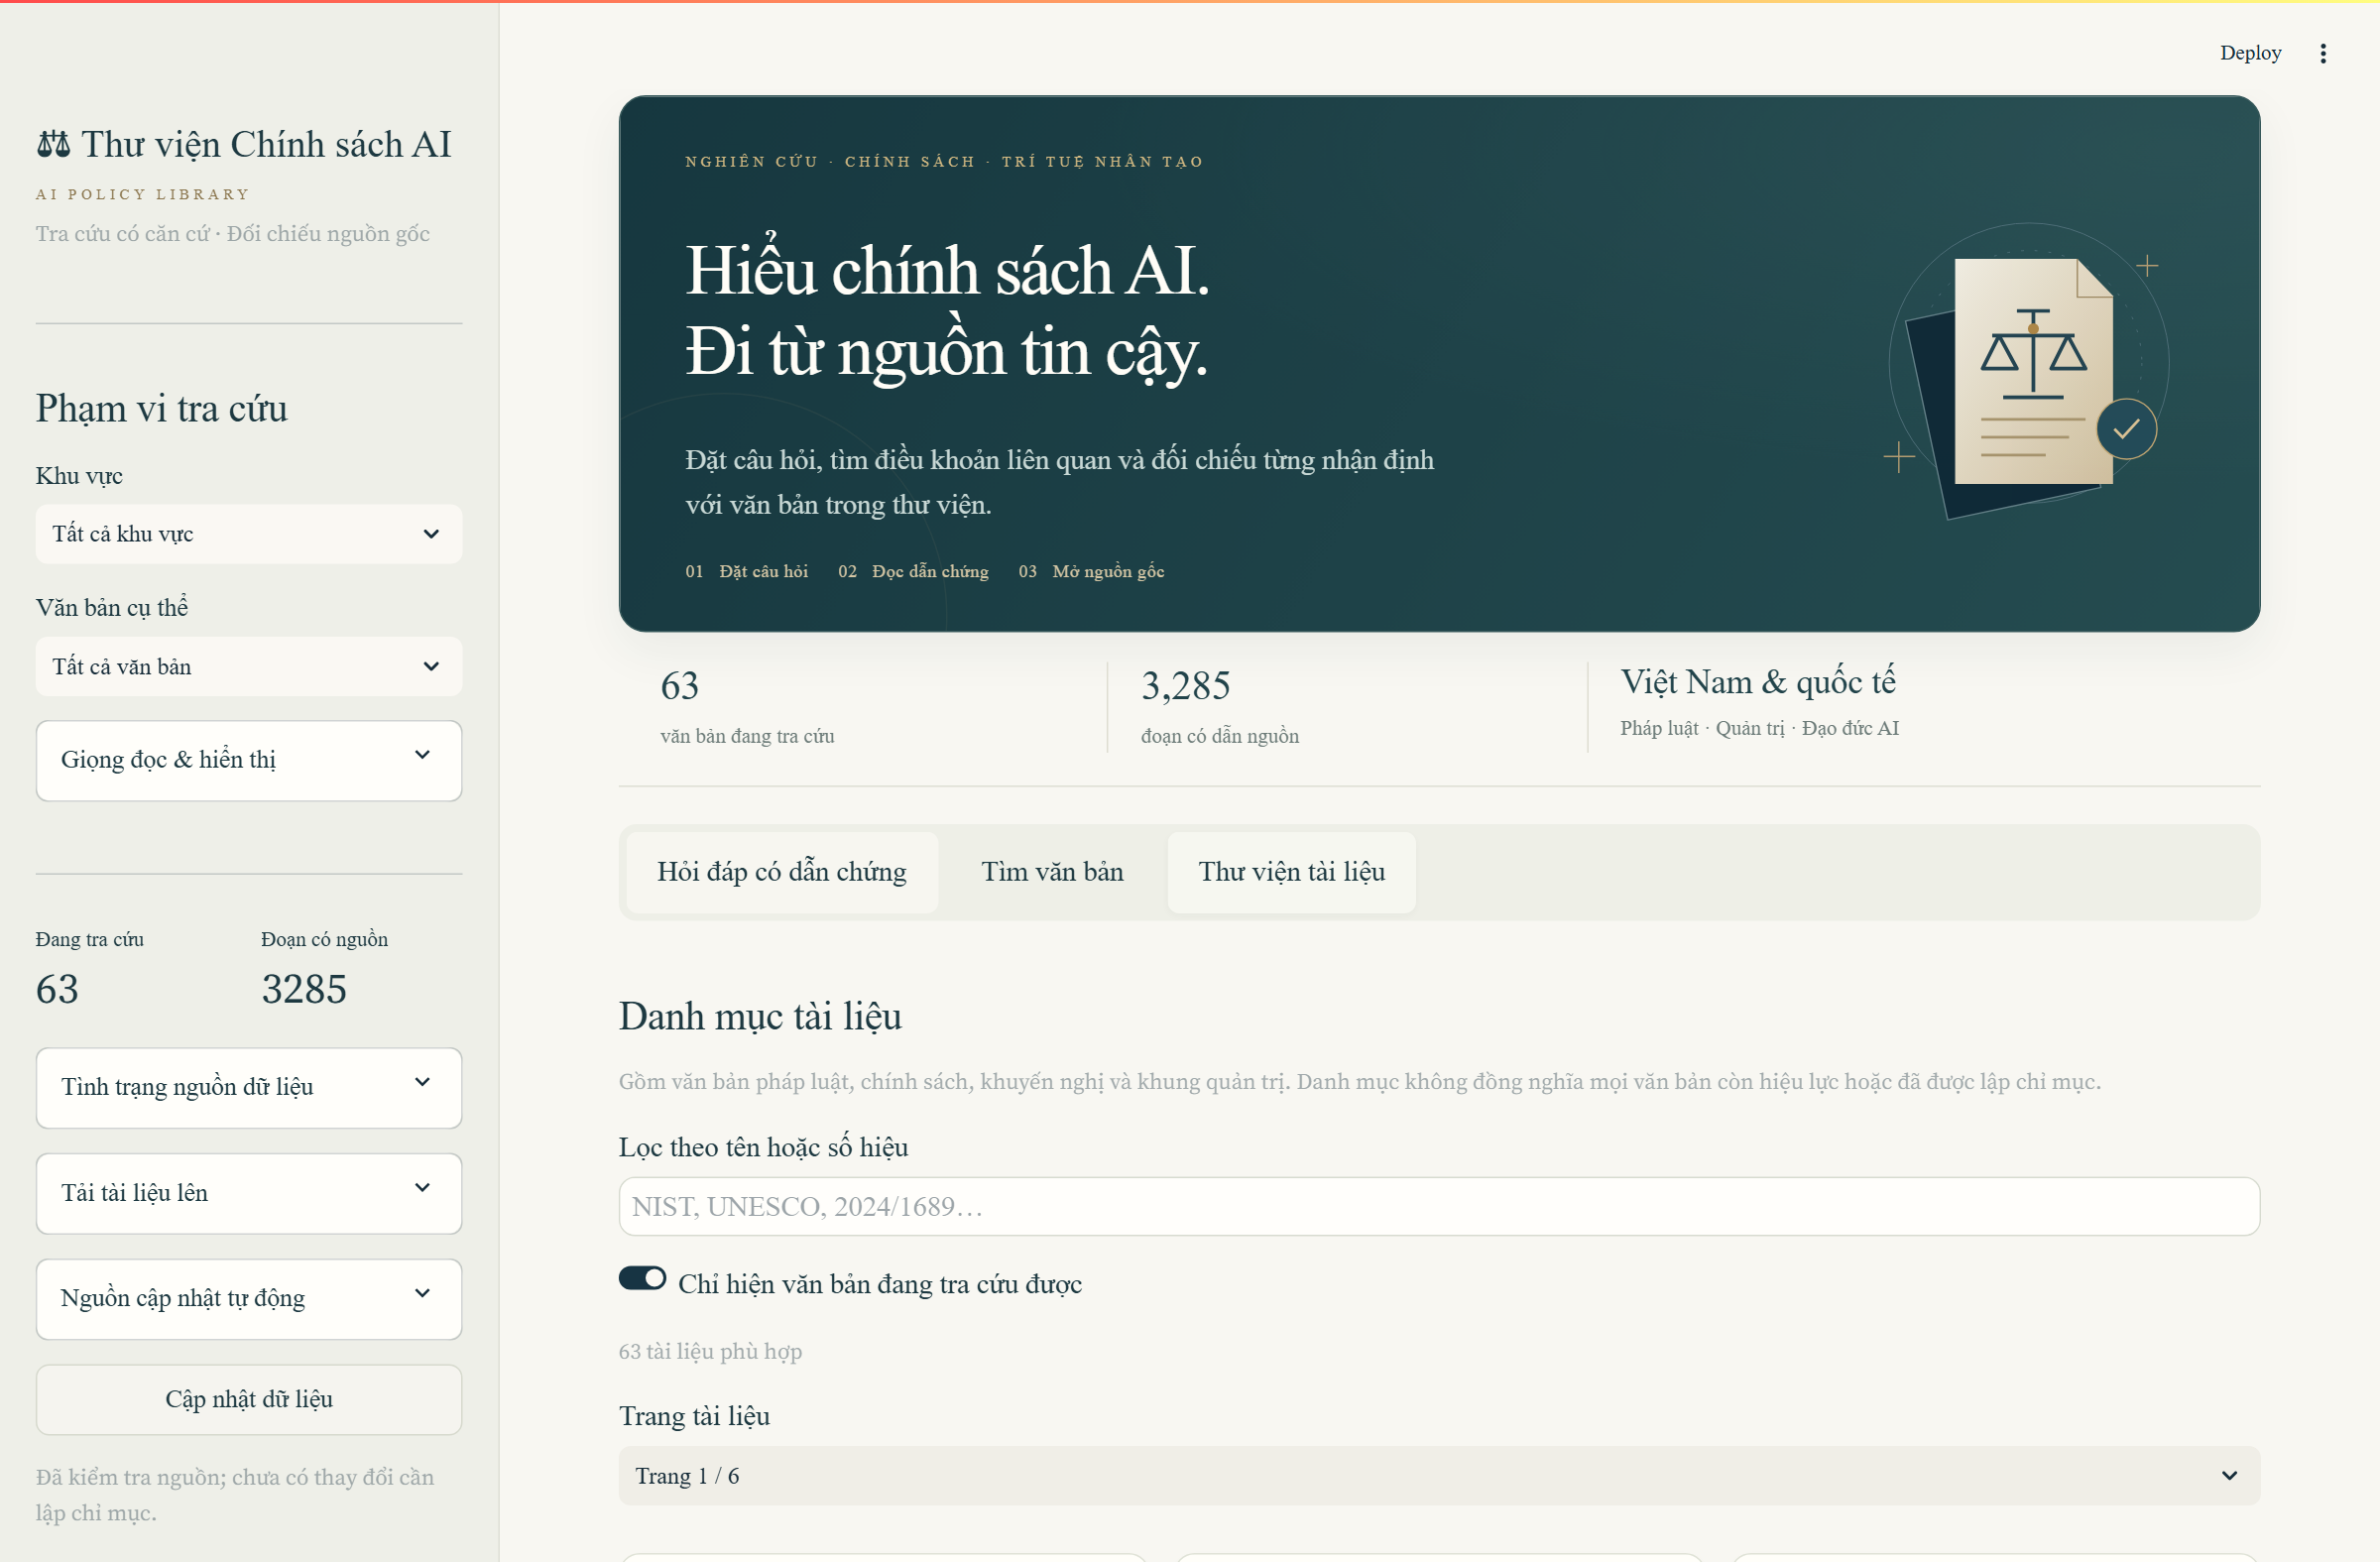 Deploy
Thư viện Chính sách AI
AI POLICY LIBRARY
Tra cứu có căn cứ · Đối chiếu nguồn gốc
Phạm vi tra cứu
Khu vực
Tất cả khu vực
Văn bản cụ thể
Tất cả văn bản
Giọng đọc & hiển thị
Đang tra cứu
63
Đoạn có nguồn
3285
Tình trạng nguồn dữ liệu
Tải tài liệu lên
Nguồn cập nhật tự động
Cập nhật dữ liệu
Đã kiểm tra nguồn; chưa có thay đổi cần
lập chỉ mục.
NGHIÊN CỨU · CHÍNH SÁCH · TRÍ TUỆ NHÂN TẠO
Hiểu chính sách AI.
Đi từ nguồn tin cậy.
Đặt câu hỏi, tìm điều khoản liên quan và đối chiếu từng nhận định
với văn bản trong thư viện.
01 Đặt câu hỏi 02 Đọc dẫn chứng 03 Mở nguồn gốc
63
văn bản đang tra cứu
3,285
đoạn có dẫn nguồn
Việt Nam & quốc tế
Pháp luật · Quản trị · Đạo đức AI
Hỏi đáp có dẫn chứng
Tìm văn bản
Thư viện tài liệu
Danh mục tài liệu
Gồm văn bản pháp luật, chính sách, khuyến nghị và khung quản trị. Danh mục không đồng nghĩa mọi văn bản còn hiệu lực hoặc đã được lập chỉ mục.
Lọc theo tên hoặc số hiệu
NIST, UNESCO, 2024/1689…
Chỉ hiện văn bản đang tra cứu được
63 tài liệu phù hợp
Trang tài liệu
Trang 1 / 6